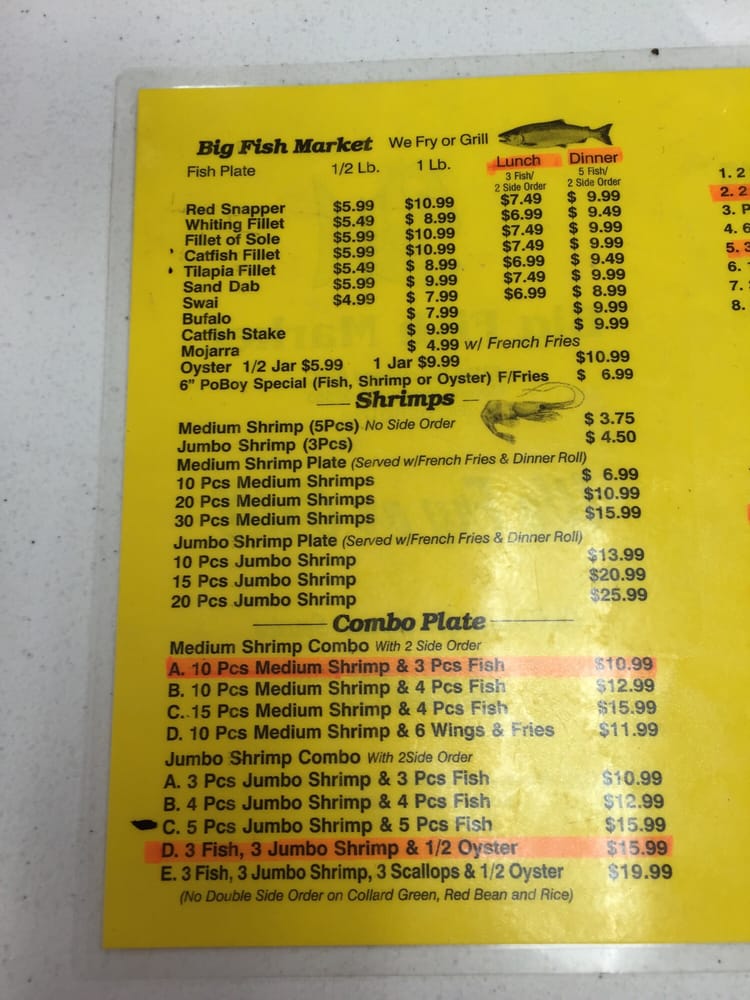 Big Fish Market We Fry or Grill
Fish Plate 1/2 Lb. 1 Lb. Lunch Dinner
3 Fish/ 5 Fish/
2 Side Order 2 Side Order
Red Snapper $5.99 $10.99 $7.49 $ 9.99
Whiting Fillet $5.49 $ 8.99 $6.99 $ 9.49
Fillet of Sole $5.99 $10.99 $7.49 $ 9.99
Catfish Fillet $5.99 $10.99 $7.49 $ 9.99
Tilapia Fillet $5.49 $ 8.99 $6.99 $ 9.49
Sand Dab $5.99 $ 9.99 $7.49 $ 9.99
Swai $4.99 $ 7.99 $6.99 $ 8.99
Bufalo $ 7.99 $ 9.99
Catfish Stake $ 9.99 $ 9.99
Mojarra $ 4.99 w/ French Fries
Oyster 1/2 Jar $5.99 1 Jar $9.99 $10.99
6" PoBoy Special (Fish, Shrimp or Oyster) F/Fries $ 6.99
Shrimps
Medium Shrimp (5Pcs) No Side Order $ 3.75
Jumbo Shrimp (3Pcs) $ 4.50
Medium Shrimp Plate (Served w/French Fries & Dinner Roll)
10 Pcs Medium Shrimps $ 6.99
20 Pcs Medium Shrimps $10.99
30 Pcs Medium Shrimps $15.99
Jumbo Shrimp Plate (Served w/French Fries & Dinner Roll)
10 Pcs Jumbo Shrimp $13.99
15 Pcs Jumbo Shrimp $20.99
20 Pcs Jumbo Shrimp $25.99
Combo Plate
Medium Shrimp Combo With 2 Side Order
A. 10 Pcs Medium Shrimp & 3 Pcs Fish $10.99
B. 10 Pcs Medium Shrimp & 4 Pcs Fish $12.99
C. 15 Pcs Medium Shrimp & 4 Pcs Fish $15.99
D. 10 Pcs Medium Shrimp & 6 Wings & Fries $11.99
Jumbo Shrimp Combo With 2Side Order
A. 3 Pcs Jumbo Shrimp & 3 Pcs Fish $10.99
B. 4 Pcs Jumbo Shrimp & 4 Pcs Fish $12.99
C. 5 Pcs Jumbo Shrimp & 5 Pcs Fish $15.99
D. 3 Fish, 3 Jumbo Shrimp & 1/2 Oyster $15.99
E. 3 Fish, 3 Jumbo Shrimp, 3 Scallops & 1/2 Oyster $19.99
(No Double Side Order on Collard Green, Red Bean and Rice)
1. 2
2. 2
3. P
4. 6
5. 3
6.
7.
8.